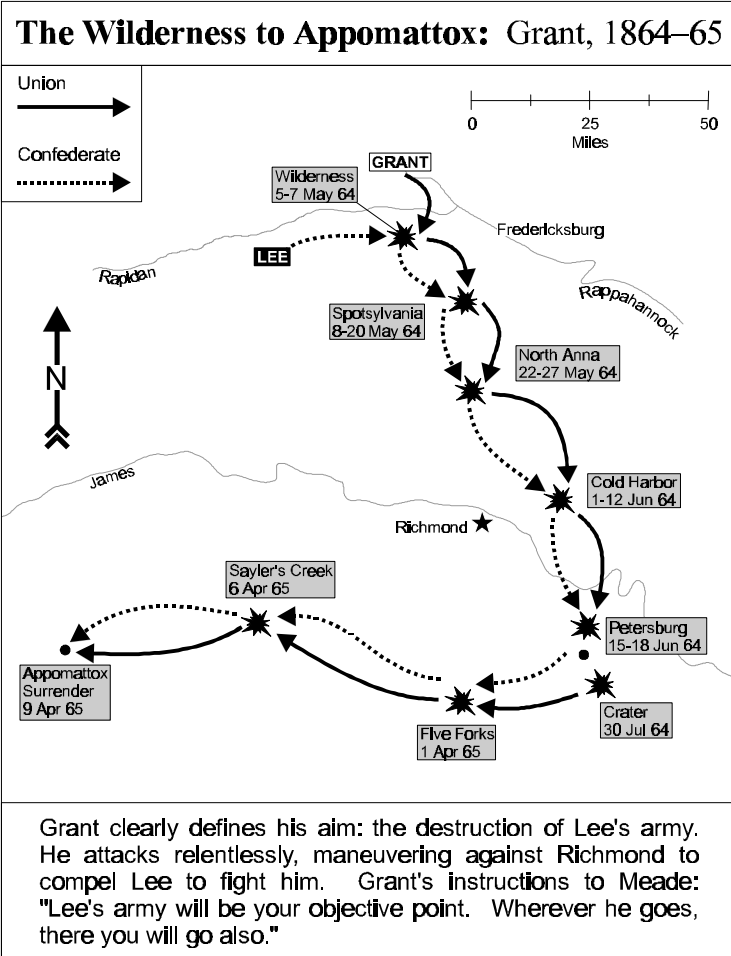 The Wilderness to Appomattox: Grant, 1864–65
Union
Confederate
0 25 50
Miles
GRANT
Wilderness
5-7 May 64
Fredericksburg
LEE
Rapidan
Rappahannock
Spotsylvania
8-20 May 64
North Anna
22-27 May 64
N
James
Cold Harbor
1-12 Jun 64
Richmond
Sayler's Creek
6 Apr 65
Petersburg
15-18 Jun 64
Appomattox
Surrender
9 Apr 65
Crater
30 Jul 64
Five Forks
1 Apr 65
Grant clearly defines his aim: the destruction of Lee's army.
He attacks relentlessly, maneuvering against Richmond to
compel Lee to fight him. Grant's instructions to Meade:
"Lee's army will be your objective point. Wherever he goes,
there you will go also."